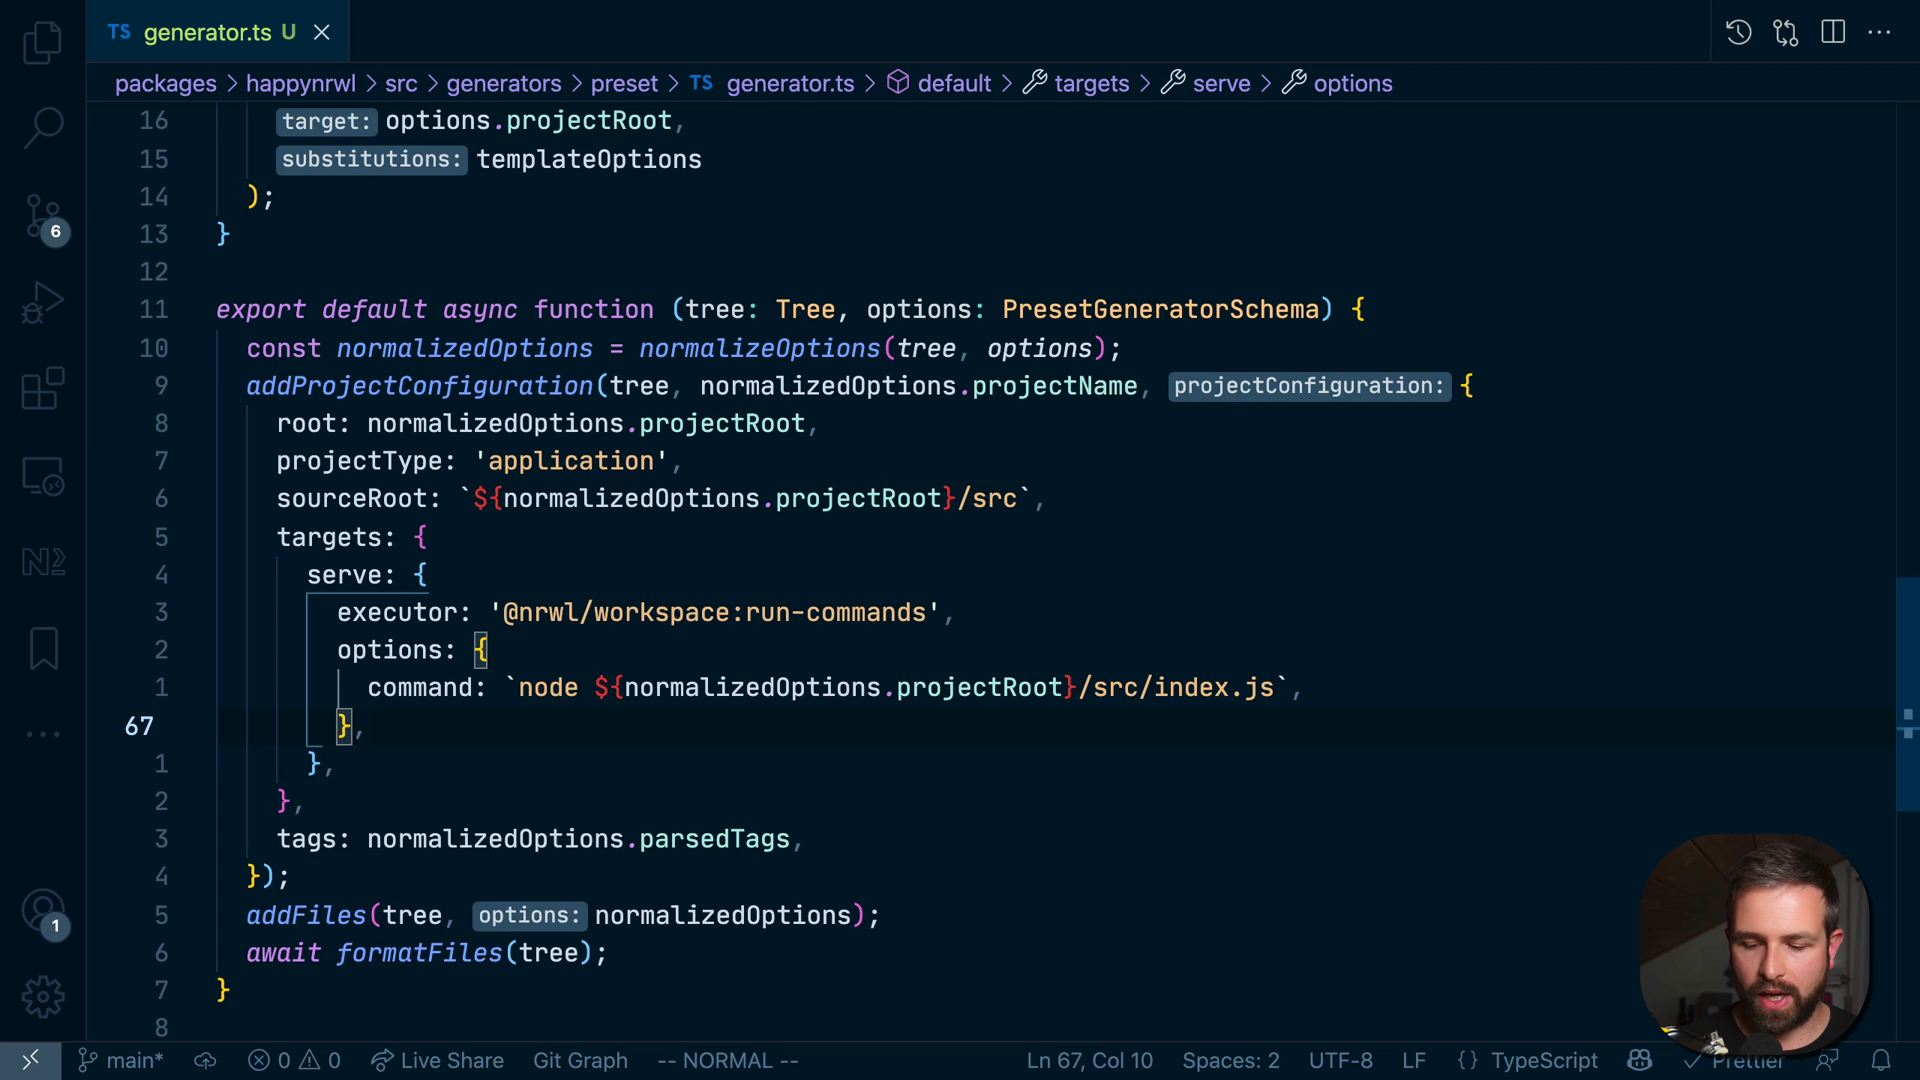 TS generator.ts U
packages > happynrwl > src > generators > preset > TS generator.ts > default > targets > serve > options
16 target: options.projectRoot,
15 substitutions: templateOptions
14 );
13 }
12
11 export default async function (tree: Tree, options: PresetGeneratorSchema) {
10 const normalizedOptions = normalizeOptions(tree, options);
9 addProjectConfiguration(tree, normalizedOptions.projectName, projectConfiguration: {
8 root: normalizedOptions.projectRoot,
7 projectType: 'application',
6 sourceRoot: `${normalizedOptions.projectRoot}/src`,
5 targets: {
4 serve: {
3 executor: '@nrwl/workspace:run-commands',
2 options: {
1 command: `node ${normalizedOptions.projectRoot}/src/index.js`,
67 },
1 },
2 },
3 tags: normalizedOptions.parsedTags,
4 });
5 addFiles(tree, options: normalizedOptions);
6 await formatFiles(tree);
7 }
8
6
1
main* 0 0 Live Share Git Graph -- NORMAL -- Ln 67, Col 10 Spaces: 2 UTF-8 LF {} TypeScript Prettier